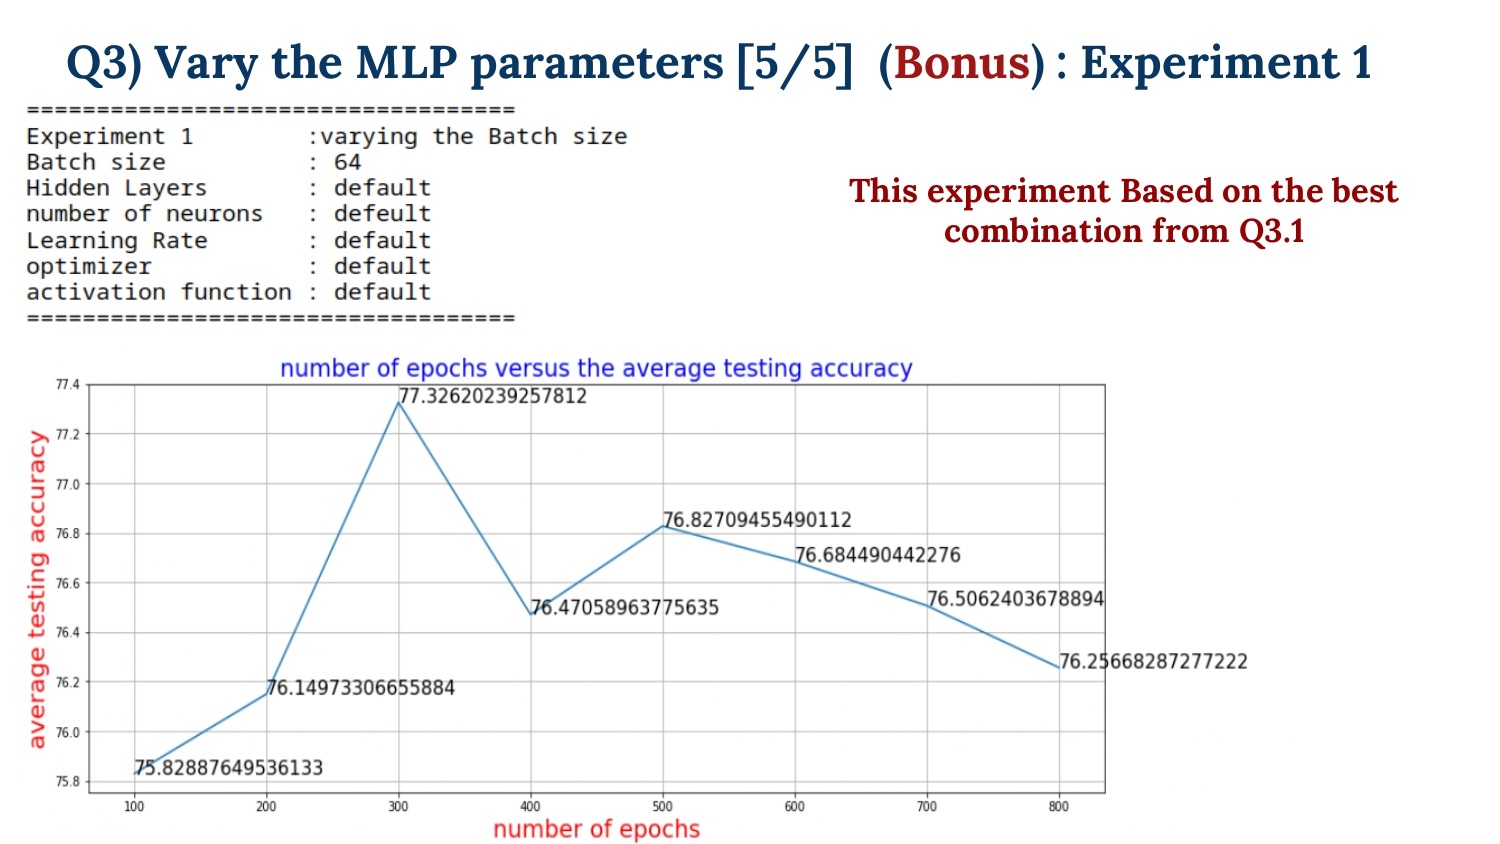 Q3) Vary the MLP parameters [5/5] (Bonus) : Experiment 1
===================================
Experiment 1 :varying the Batch size
Batch size : 64
Hidden Layers : default
number of neurons : defeult
Learning Rate : default
optimizer : default
activation function : default
===================================
This experiment Based on the best
combination from Q3.1
number of epochs versus the average testing accuracy
average testing accuracy
77.4
77.2
77.0
76.8
76.6
76.4
76.2
76.0
75.8
77.32620239257812
76.82709455490112
76.684490442276
76.5062403678894
76.47058963775635
76.25668287277222
76.14973306655884
75.82887649536133
100 200 300 400 500 600 700 800
number of epochs